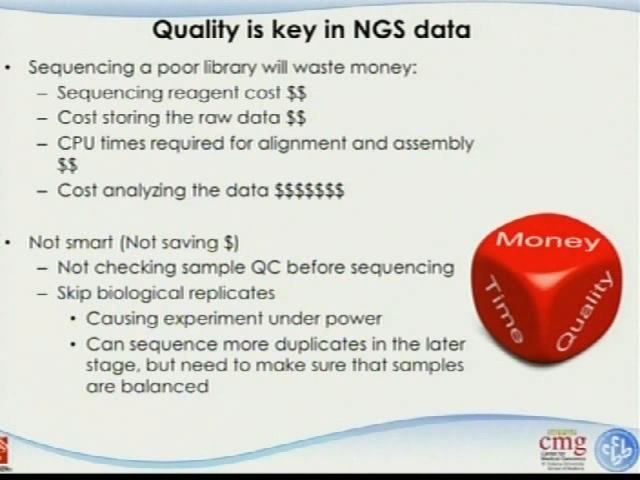 Quality is key in NGS data
• Sequencing a poor library will waste money:
– Sequencing reagent cost $$
– Cost storing the raw data $$
– CPU times required for alignment and assembly
$$
– Cost analyzing the data $$$$$$$
• Not smart (Not saving $)
– Not checking sample QC before sequencing
– Skip biological replicates
• Causing experiment under power
• Can sequence more duplicates in the later
stage, but need to make sure that samples
are balanced
Money
Time
Quality
cmg